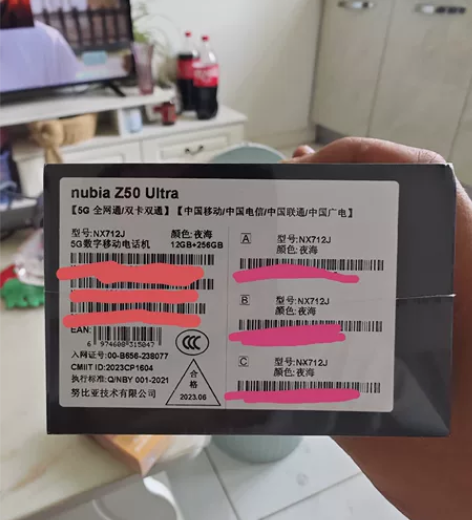 nubia Z50 Ultra
【5G 全网通/双卡双通】【中国移动/中国电信/中国联通/中国广电】
型号:NX712J 颜色:夜海
5G数字移动电话机 12GB+256GB
EAN:
6 974600 315047
入网证号:00-B656-238077
CMIIT ID:2023CP1604
执行标准:Q/NBY 001-2021
努比亚技术有限公司
CCC
合格
2023.06
A 型号:NX712J
颜色:夜海
B 型号:NX712J
颜色:夜海
C 型号:NX712J
颜色:夜海